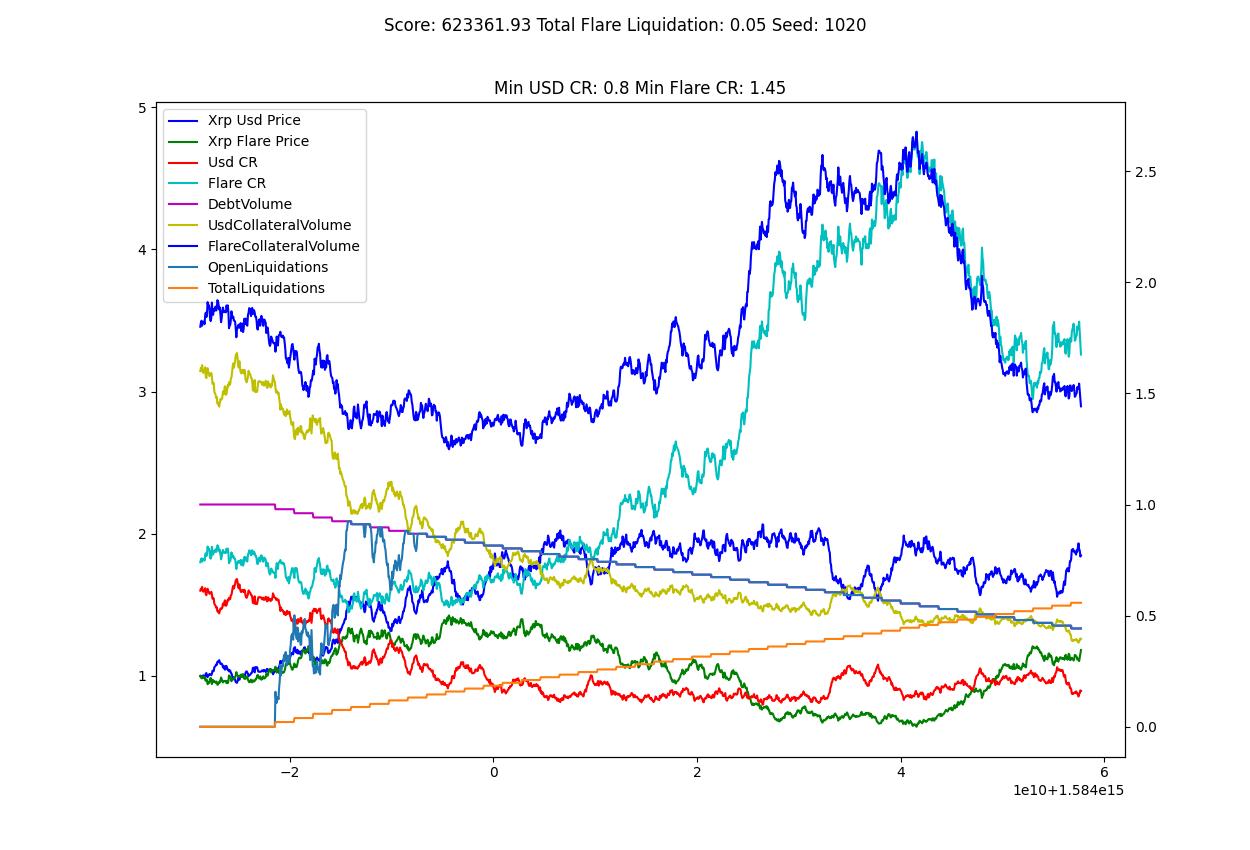 Score: 623361.93 Total Flare Liquidation: 0.05 Seed: 1020
Min USD CR: 0.8 Min Flare CR: 1.45
Xrp Usd Price
Xrp Flare Price
Usd CR
Flare CR
DebtVolume
UsdCollateralVolume
FlareCollateralVolume
OpenLiquidations
TotalLiquidations
5
4
3
2
1
2.5
2.0
1.5
1.0
0.5
0.0
−2 0 2 4 6
1e10+1.584e15